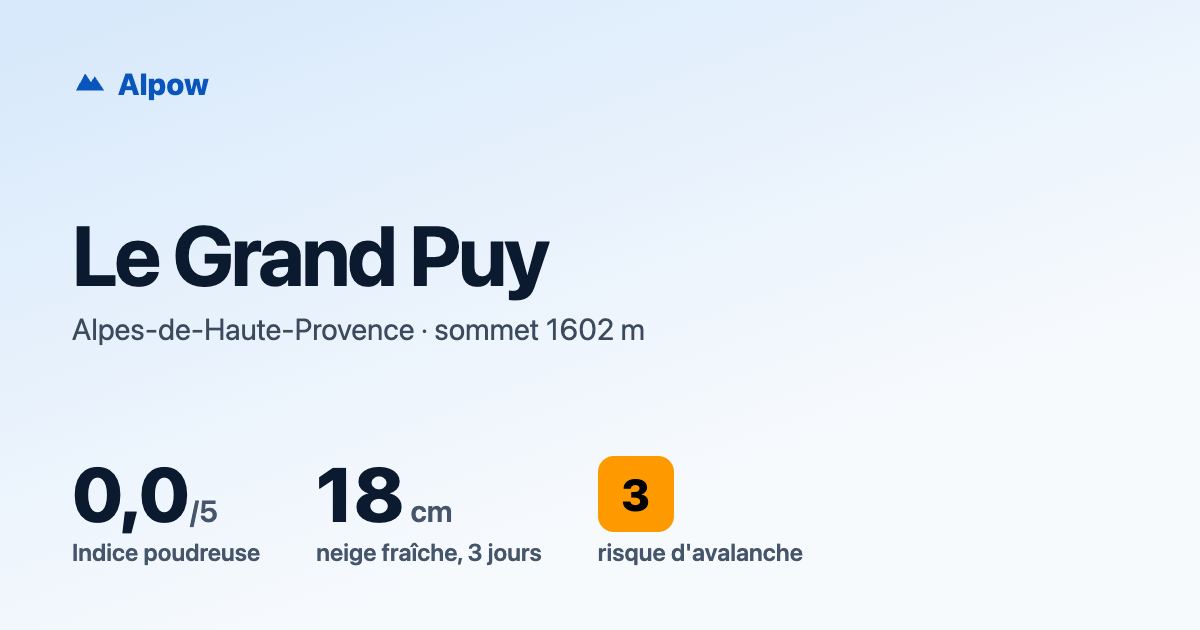 Alpow
Le Grand Puy
Alpes-de-Haute-Provence · sommet 1602 m
0,0/5
Indice poudreuse
18 cm
neige fraîche, 3 jours
3
risque d'avalanche